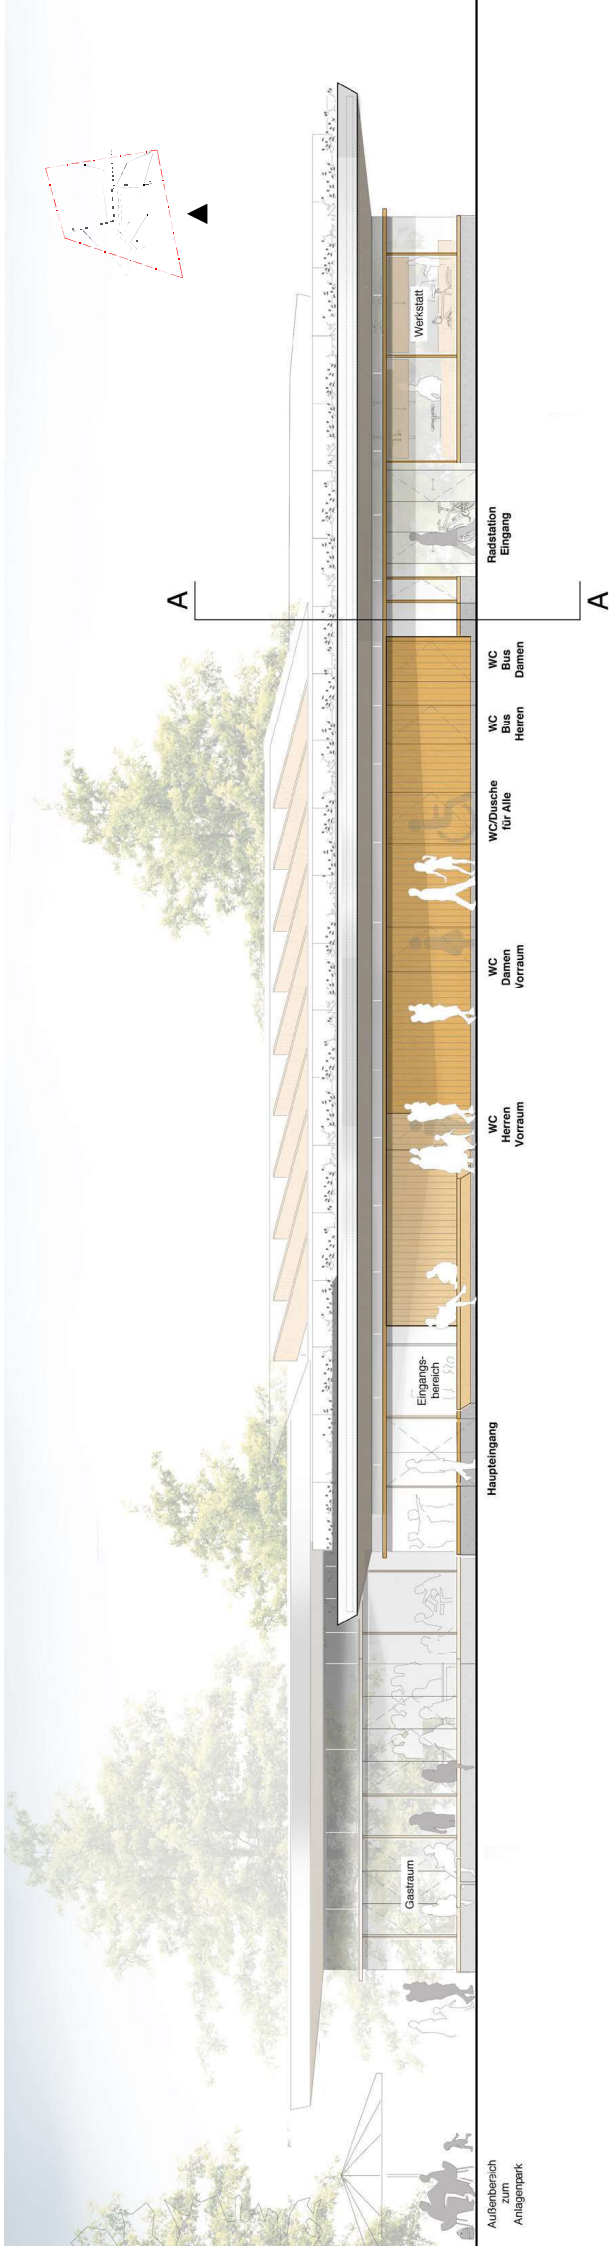 A
Werkstatt
Eingangs-
bereich
Gastraum
Außenbereich
zum
Anlagenpark
Haupteingang
WC
Herren
Vorraum
WC
Damen
Vorraum
WC/Dusche
für Alle
WC
Bus
Herren
WC
Bus
Damen
Radstation
Eingang
A